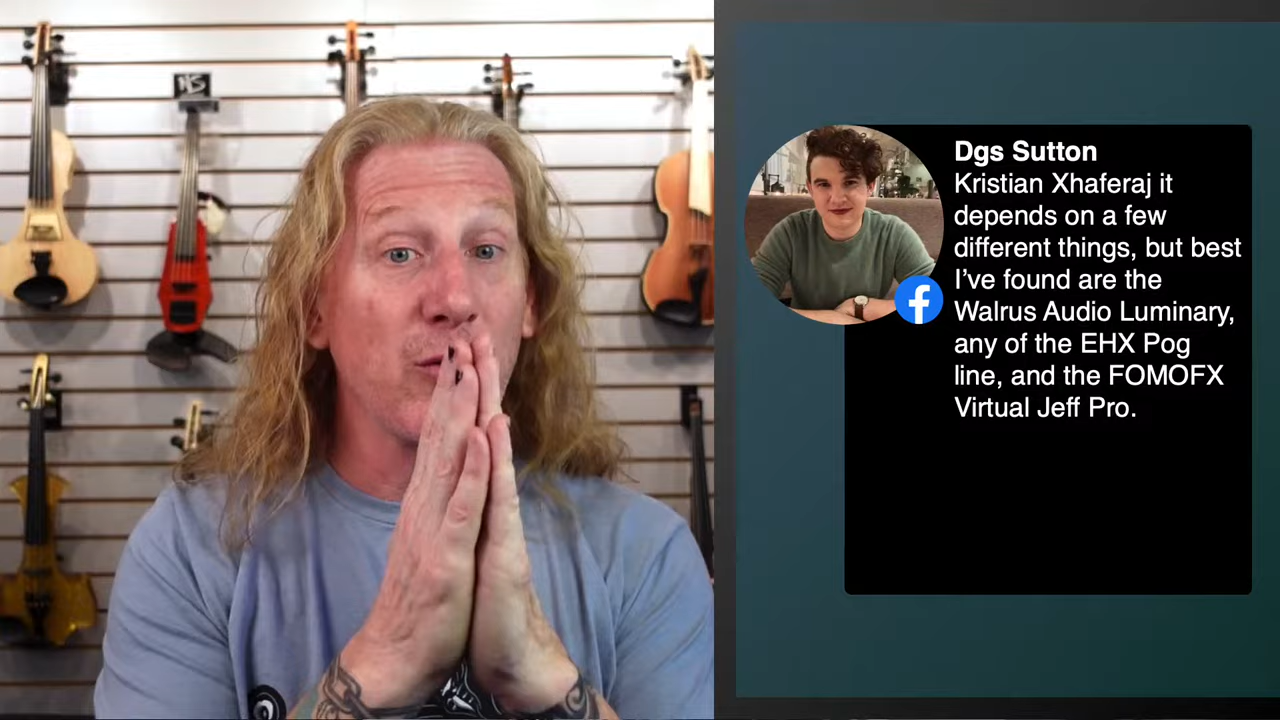 NS
Dgs Sutton
Kristian Xhaferaj it
depends on a few
different things, but best
I’ve found are the
Walrus Audio Luminary,
any of the EHX Pog
line, and the FOMOFX
Virtual Jeff Pro.